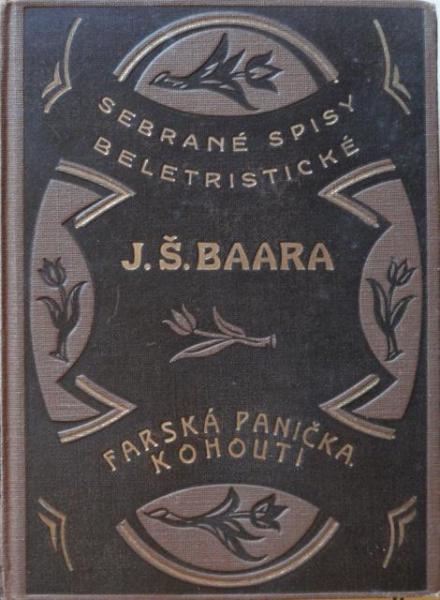 SEBRANÉ SPISY
BELETRISTICKÉ
J. Š. BAARA
FARSKÁ PANIČKA.
KOHOUTI